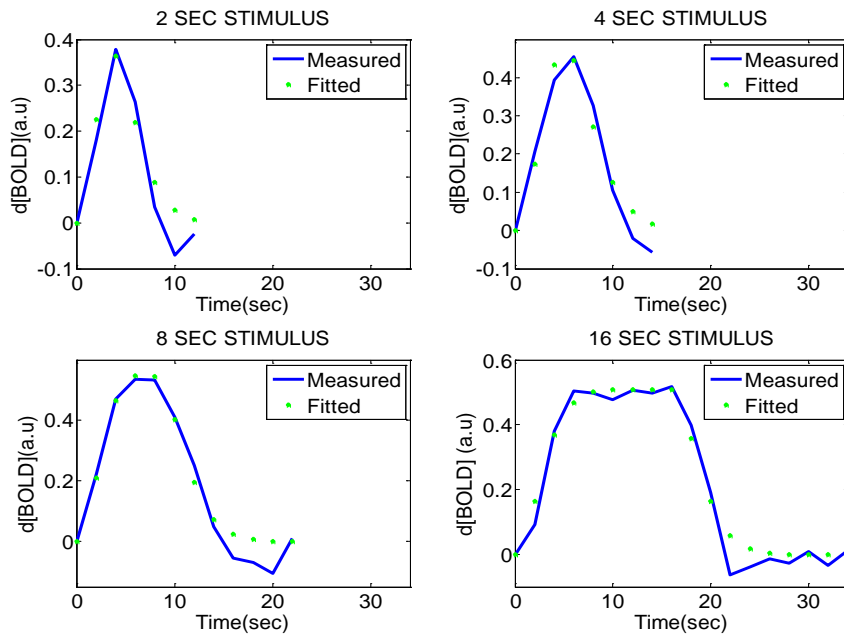 2 SEC STIMULUS
d[BOLD](a.u)
0.4
0.3
0.2
0.1
0
-0.1
Measured
Fitted
0 10 20 30
Time(sec)
4 SEC STIMULUS
d[BOLD](a.u)
0.4
0.3
0.2
0.1
0
-0.1
Measured
Fitted
0 10 20 30
Time(sec)
8 SEC STIMULUS
d[BOLD](a.u)
0.4
0.2
0
Measured
Fitted
0 10 20 30
Time(sec)
16 SEC STIMULUS
d[BOLD] (a.u)
0.6
0.4
0.2
0
Measured
Fitted
0 10 20 30
Time(sec)